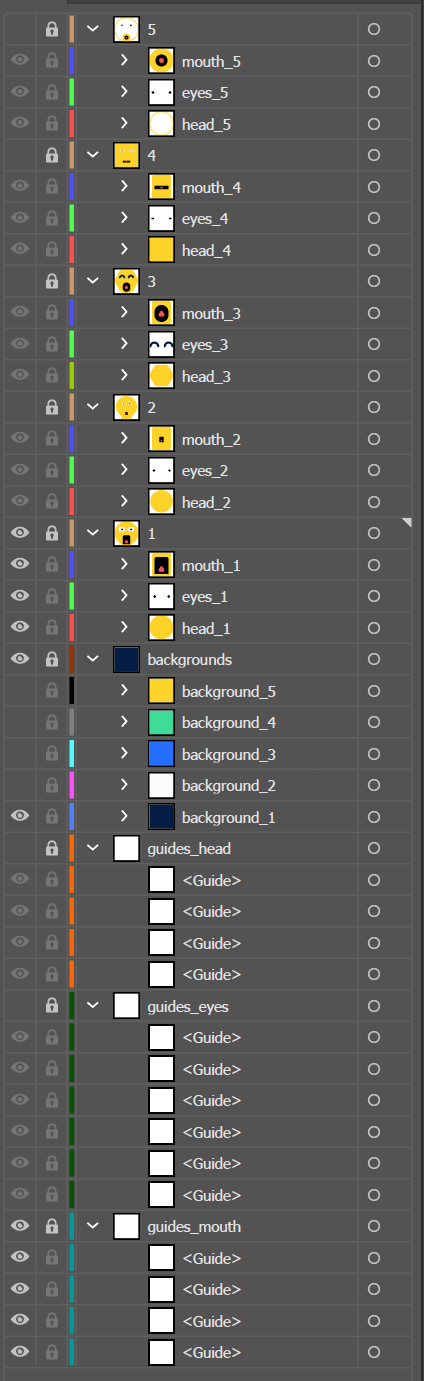 5
mouth_5
eyes_5
head_5
4
mouth_4
eyes_4
head_4
3
mouth_3
eyes_3
head_3
2
mouth_2
eyes_2
head_2
1
mouth_1
eyes_1
head_1
backgrounds
background_5
background_4
background_3
background_2
background_1
guides_head
<Guide>
<Guide>
<Guide>
<Guide>
guides_eyes
<Guide>
<Guide>
<Guide>
<Guide>
<Guide>
<Guide>
guides_mouth
<Guide>
<Guide>
<Guide>
<Guide>